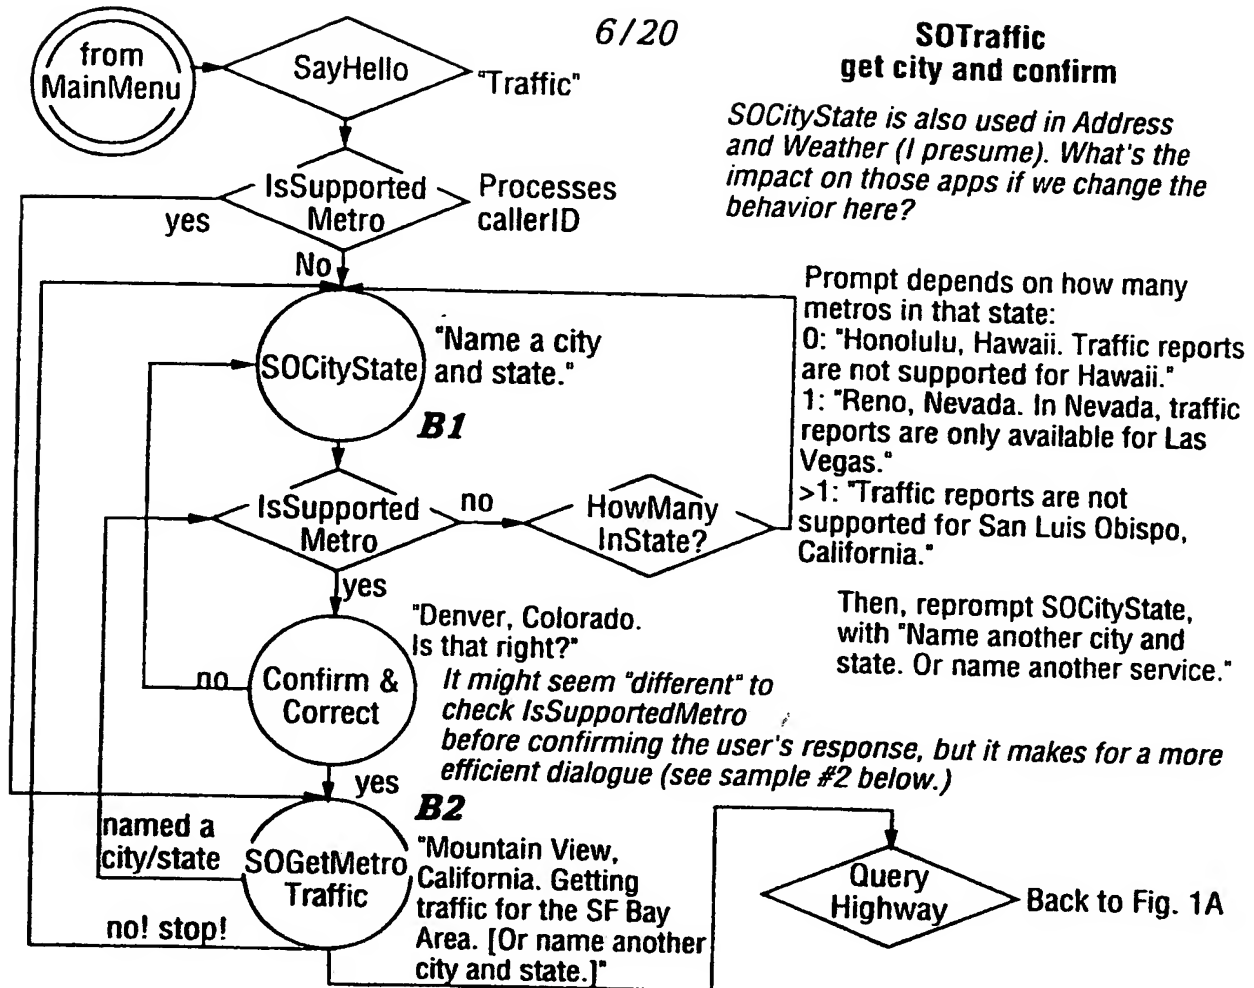 6/20
SOTraffic
get city and confirm
from
MainMenu
SayHello
"Traffic"
SOCityState is also used in Address
and Weather (I presume). What's the
impact on those apps if we change the
behavior here?
IsSupported
Metro
Processes
callerID
yes
No
SOCityState
"Name a city
and state."
B1
Prompt depends on how many
metros in that state:
0: "Honolulu, Hawaii. Traffic reports
are not supported for Hawaii."
1: "Reno, Nevada. In Nevada, traffic
reports are only available for Las
Vegas."
>1: "Traffic reports are not
supported for San Luis Obispo,
California."
IsSupported
Metro
no
HowMany
InState?
yes
Then, reprompt SOCityState,
with "Name another city and
state. Or name another service."
"Denver, Colorado.
Is that right?"
no
Confirm &
Correct
It might seem "different" to
check IsSupportedMetro
before confirming the user's response, but it makes for a more
efficient dialogue (see sample #2 below.)
yes
B2
named a
city/state
SOGetMetro
Traffic
"Mountain View,
California. Getting
traffic for the SF Bay
Area. [Or name another
city and state.]"
no! stop!
Query
Highway
Back to Fig. 1A